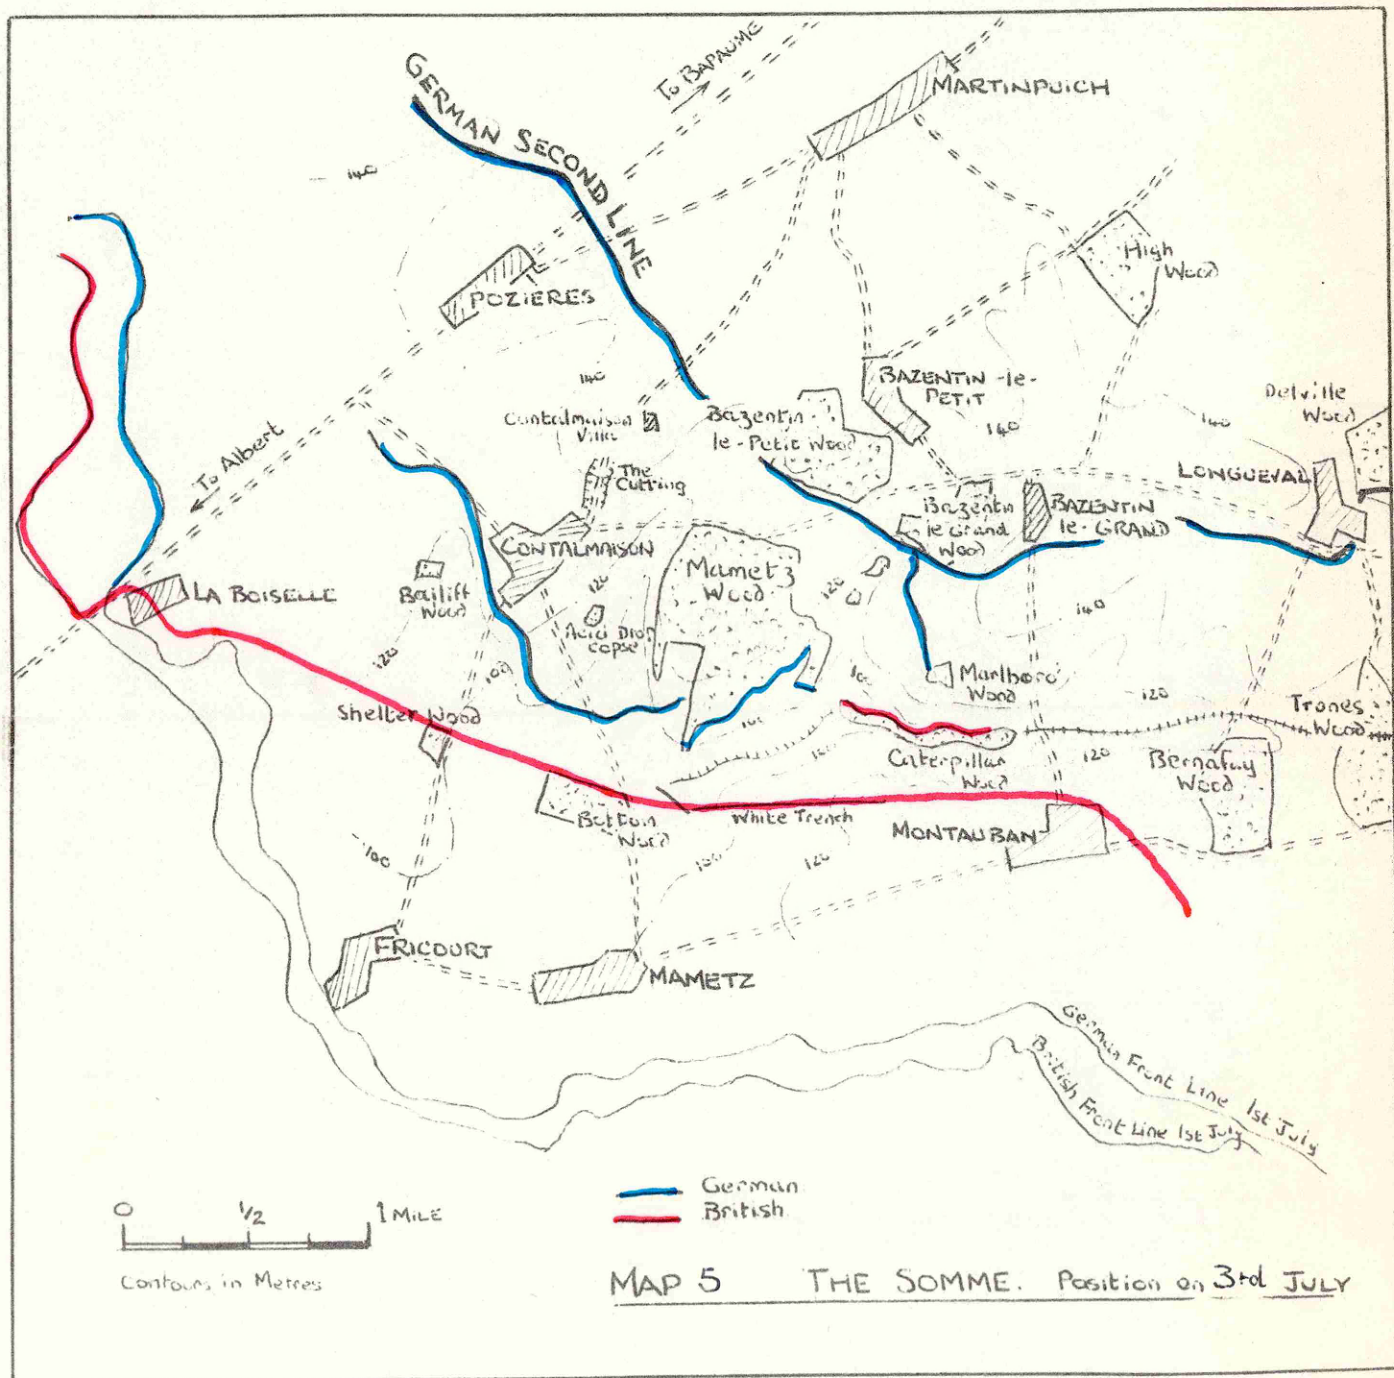 To BAPAUME
GERMAN SECOND LINE
MARTINPUICH
140
High
Wood
POZIERES
BAZENTIN-le-
PETIT
140
Contalmaison
Villa
Bazentin
le-Petit Wood
Delville
Wood
140
140
To Albert
The
Cutting
LONGUEVAL
Bazentin
le Grand
Wood
BAZENTIN
le-GRAND
CONTALMAISON
Mametz
Wood
LA BOISELLE
Bailiff
Wood
120
120
140
Acid Drop
Copse
120
100
100
Marlboro'
Wood
120
Shelter Wood
Trones
Wood
100
120
Caterpillar
Wood
120
Bernafay
Wood
Bottom
Wood
White Trench
MONTAUBAN
100
100
120
FRICOURT
MAMETZ
German Front Line 1st July
British Front Line 1st July
German
British
0 1/2 1 MILE
Contours in Metres
MAP 5 THE SOMME. Position on 3rd JULY